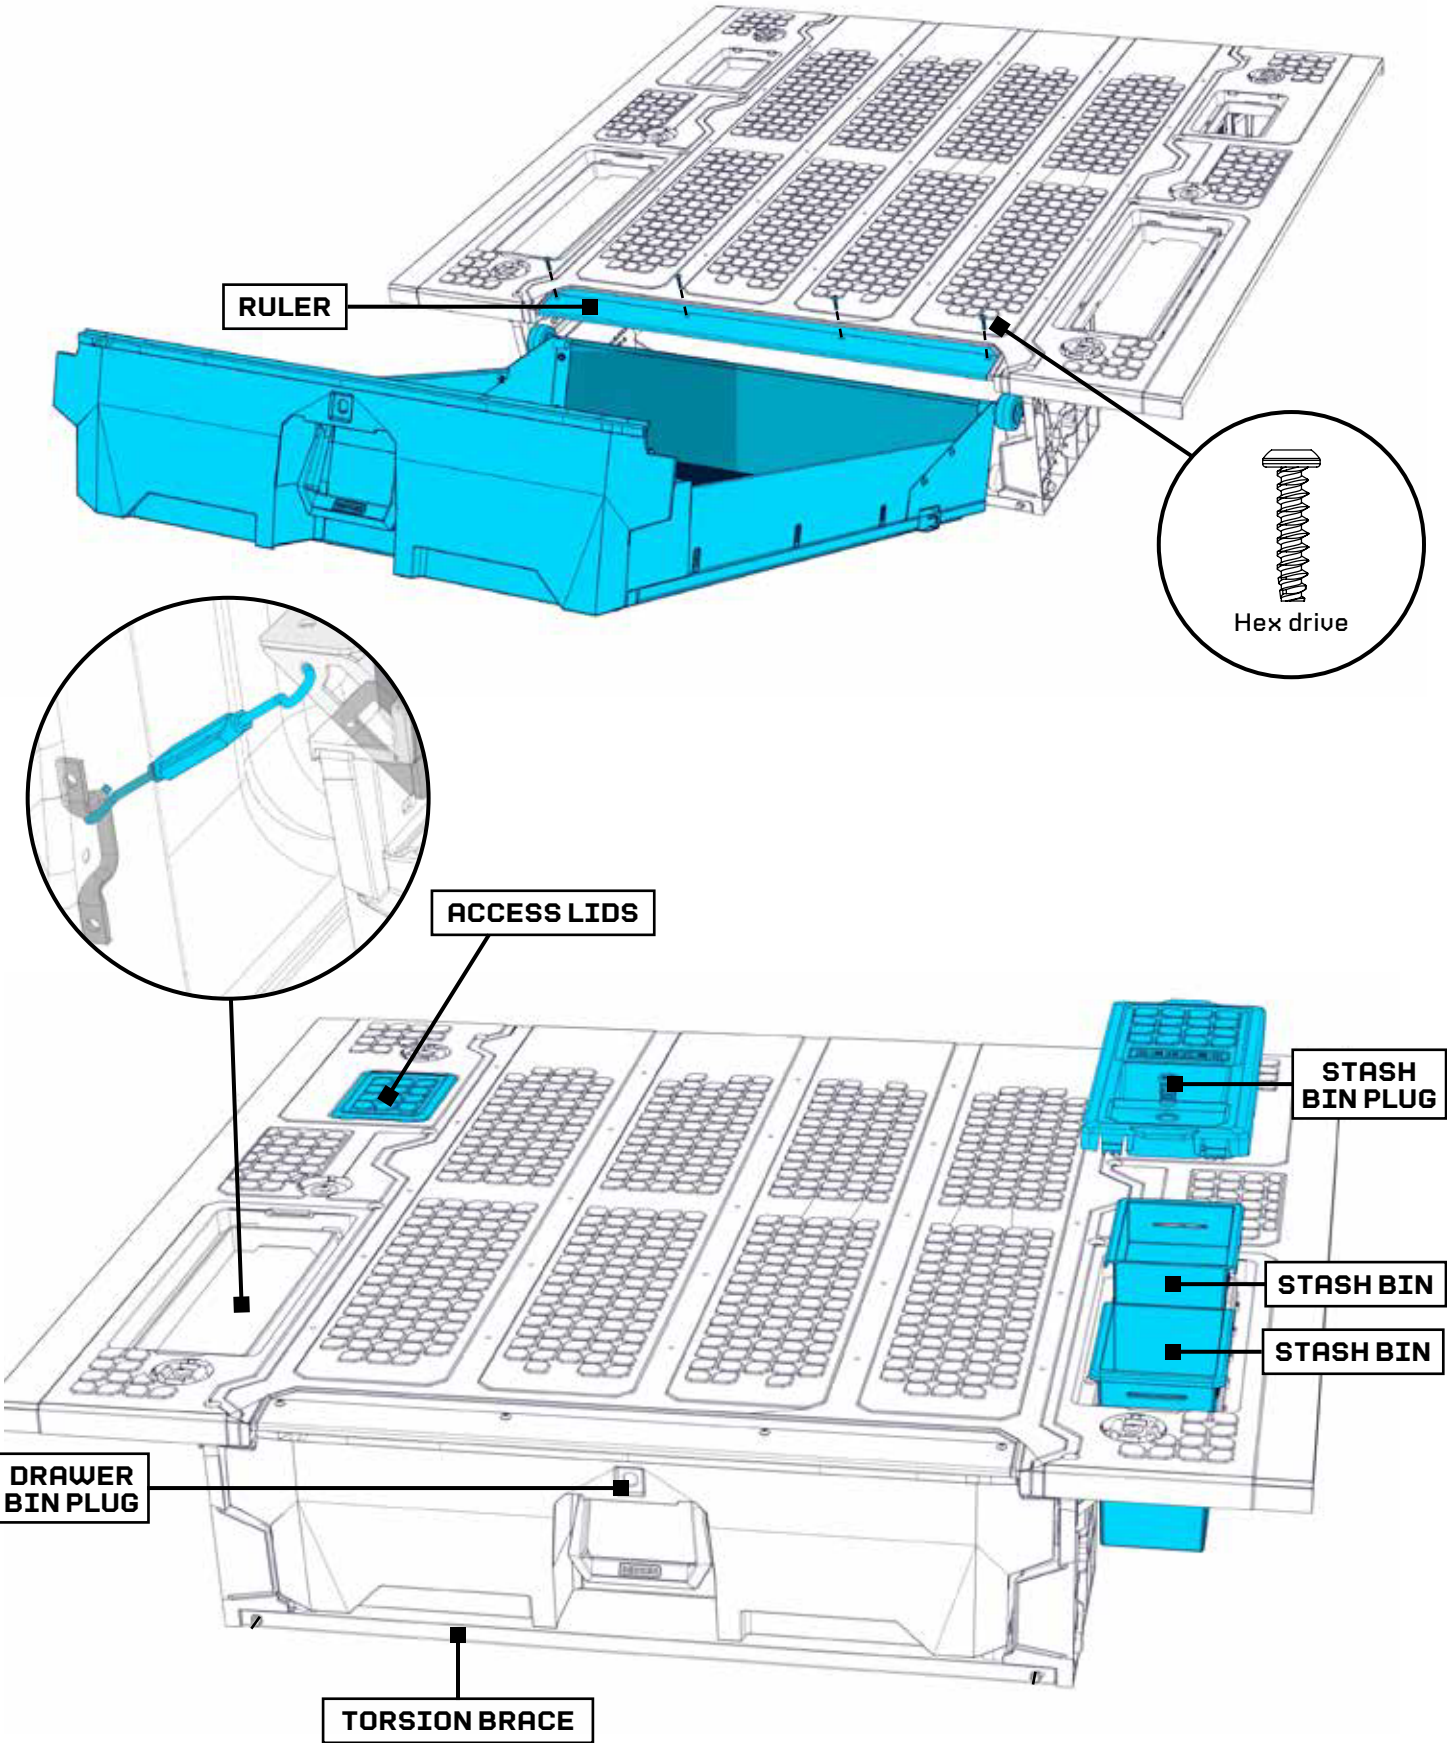 RULER
Hex drive
ACCESS LIDS
STASH
BIN PLUG
STASH BIN
STASH BIN
DRAWER
BIN PLUG
TORSION BRACE